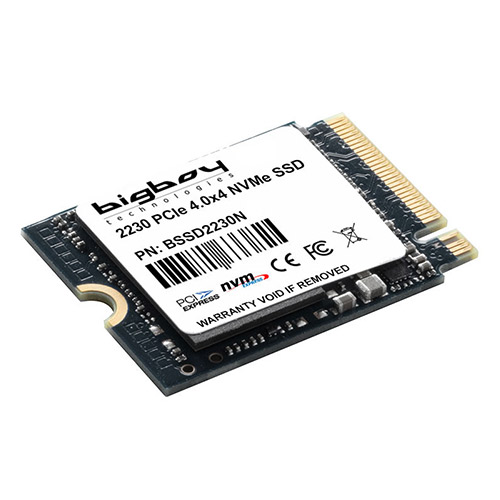 bigboy
technologies
2230 PCIe 4.0x4 NVMe SSD
PN: BSSD2230N
PCI
EXPRESS
nvm
EXPRESS
CE FC
WARRANTY VOID IF REMOVED